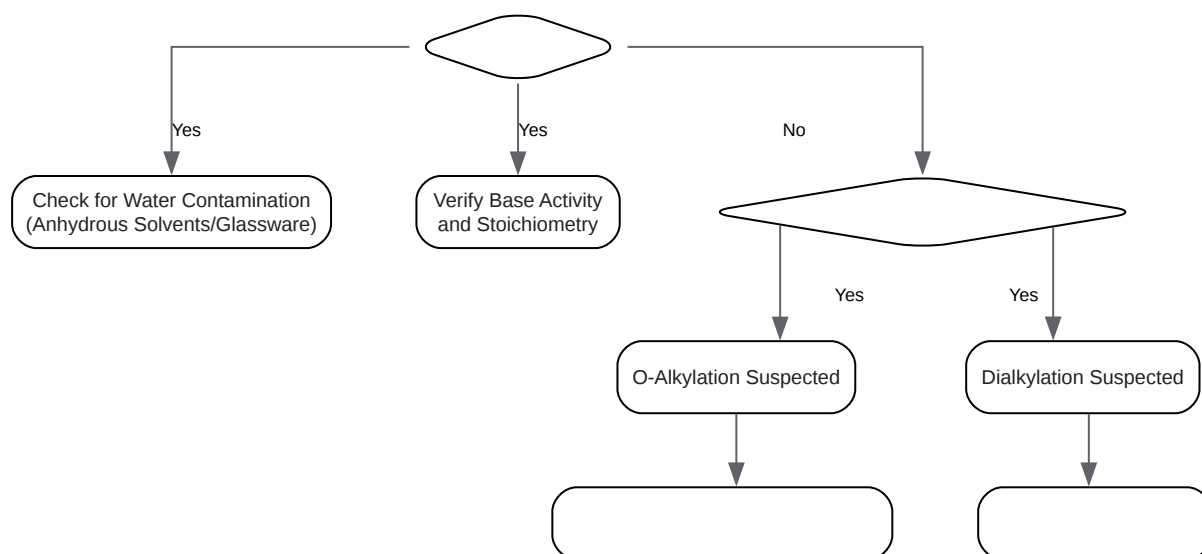 Yes
Yes
No
Check for Water Contamination
(Anhydrous Solvents/Glassware)
Verify Base Activity
and Stoichiometry
Yes
Yes
O-Alkylation Suspected
Dialkylation Suspected